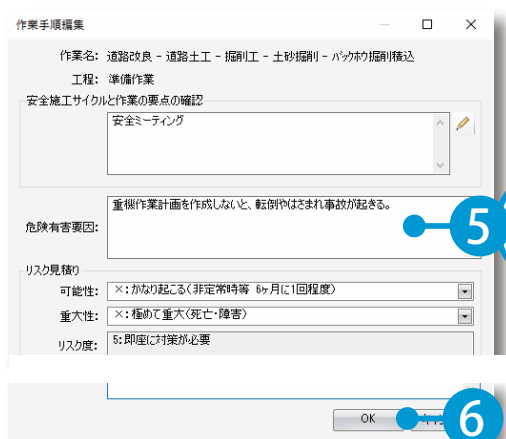 作業手順編集
作業名: 道路改良 - 道路土工 - 掘削工 - 土砂掘削 - バックホウ掘削積込
工程: 準備作業
安全施工サイクルと作業の要点の確認
安全ミーティング
危険有害要因: 重機作業計画を作成しないと、転倒やはさまれ事故が起きる。
5
リスク見積り
可能性: ×:かなり起こる(非定常時等 6ヶ月に1回程度)
重大性: ×:極めて重大(死亡・障害)
リスク度: 5:即座に対策が必要
OK
6